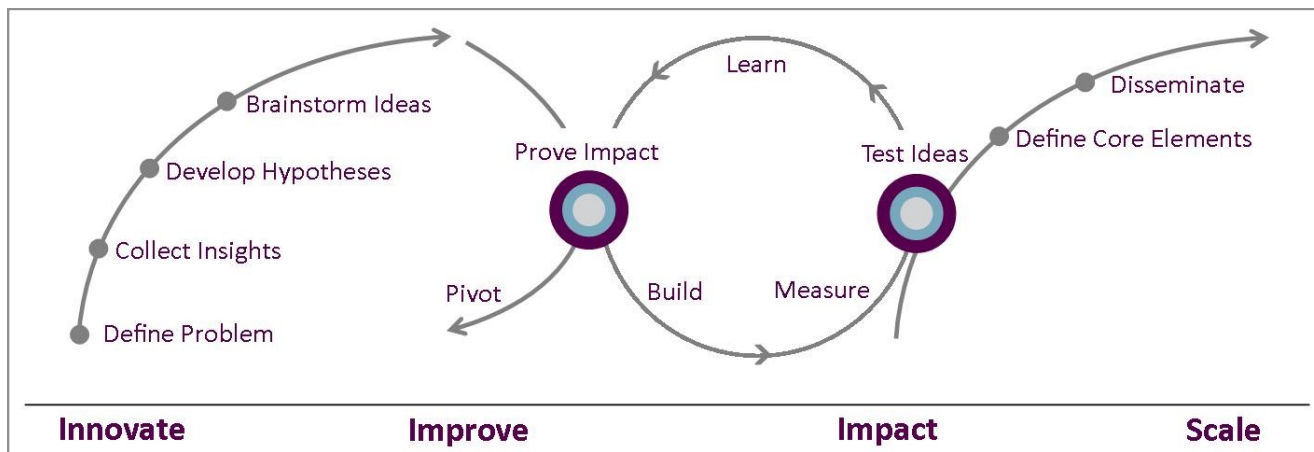 Define Problem
Collect Insights
Develop Hypotheses
Brainstorm Ideas
Prove Impact
Pivot
Build
Measure
Learn
Test Ideas
Define Core Elements
Disseminate
Innovate
Improve
Impact
Scale